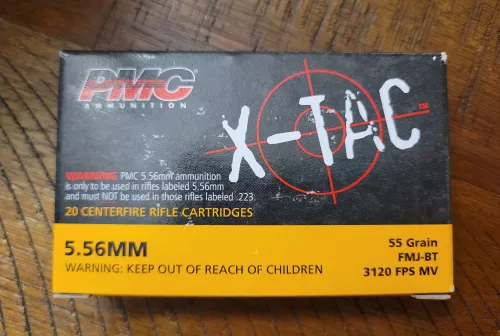 PMC
AMMUNITION
X-TAC™
WARNING PMC 5.56mm ammunition
is only to be used in rifles labeled 5.56mm
and must NOT be used in those rifles labeled .223.
20 CENTERFIRE RIFLE CARTRIDGES
5.56MM
WARNING: KEEP OUT OF REACH OF CHILDREN
55 Grain
FMJ-BT
3120 FPS MV